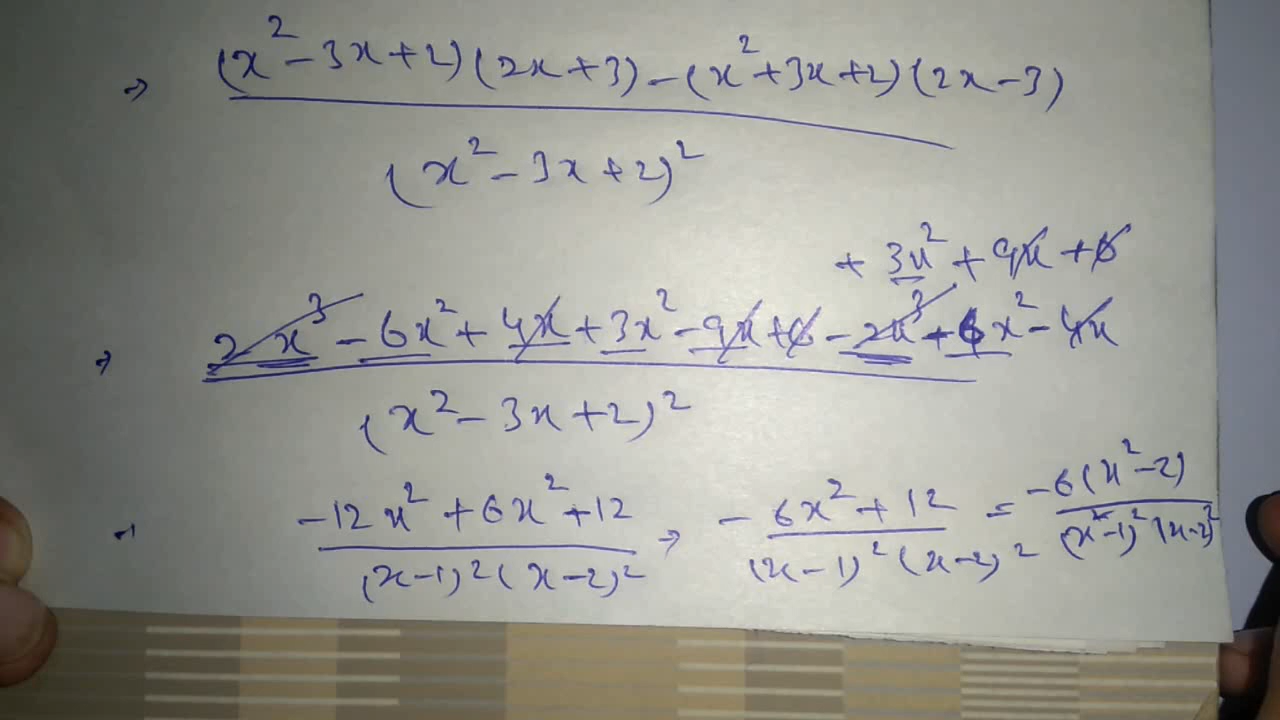 ⇒ (x² - 3x + 2) (2x + 3) - (x² + 3x + 2) (2x - 3)
(x² - 3x + 2)²
+ 3x² + 9x + 6
⇒ 2x³ - 6x² + 4x + 3x² - 9x + 6 - 2x³ + 6x² - 4x
(x² - 3x + 2)²
⇒ -12x² + 6x² + 12 ⇒ - 6x² + 12 = -6(x² - 2)
(x-1)² (x-2)² (x-1)² (x-2)² (x-1)² (x-2)²